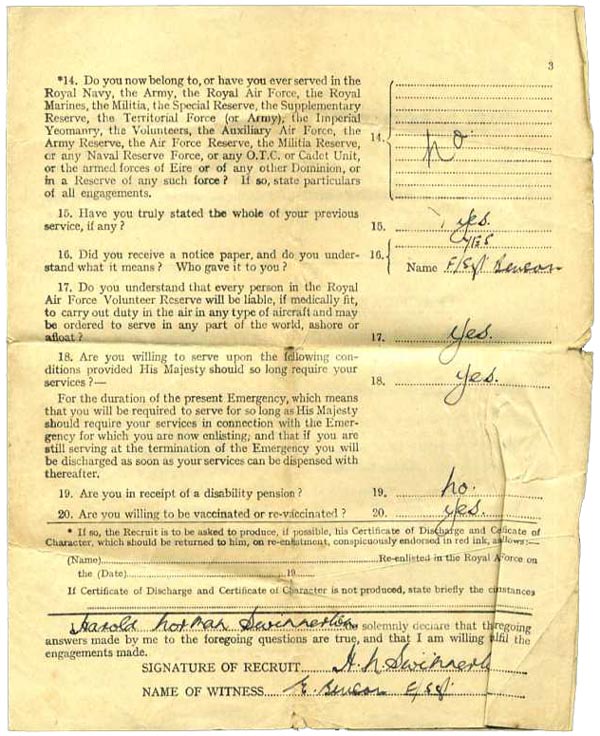 3
*14. Do you now belong to, or have you ever served in the
Royal Navy, the Army, the Royal Air Force, the Royal
Marines, the Militia, the Special Reserve, the Supplementary
Reserve, the Territorial Force (or Army), the Imperial
Yeomanry, the Volunteers, the Auxiliary Air Force, the
Army Reserve, the Air Force Reserve, the Militia Reserve,
or any Naval Reserve Force, or any O.T.C. or Cadet Unit,
or the armed forces of Eire or of any other Dominion, or
in a Reserve of any such force? If so, state particulars
of all engagements.
14. no.
15. Have you truly stated the whole of your previous
service, if any?
15. yes.
16. Did you receive a notice paper, and do you under-
stand what it means? Who gave it to you?
16. YES
Name F/Sgt Benson
17. Do you understand that every person in the Royal
Air Force Volunteer Reserve will be liable, if medically fit,
to carry out duty in the air in any type of aircraft and may
be ordered to serve in any part of the world, ashore or
afloat?
17. Yes.
18. Are you willing to serve upon the following con-
ditions provided His Majesty should so long require your
services?—
18. yes.
For the duration of the present Emergency, which means
that you will be required to serve for so long as His Majesty
should require your services in connection with the Emer-
gency for which you are now enlisting; and that if you are
still serving at the termination of the Emergency you will
be discharged as soon as your services can be dispensed with
thereafter.
19. Are you in receipt of a disability pension?
19. no.
20. Are you willing to be vaccinated or re-vaccinated?
20. yes.
* If so, the Recruit is to be asked to produce, if possible, his Certificate of Discharge and Ceficate of
Character, which should be returned to him, on re-enlistment, conspicuously endorsed in red ink, as llows:—
(Name) Re-enlisted in the Royal A force on
the (Date) 19
If Certificate of Discharge and Certificate of Character is not produced, state briefly the c mstances
Harold Norman Swinnerton solemnly declare that th regoing
answers made by me to the foregoing questions are true, and that I am willing lfil the
engagements made.
SIGNATURE OF RECRUIT H. N. Swinnert
NAME OF WITNESS E. Benson F/Sgt